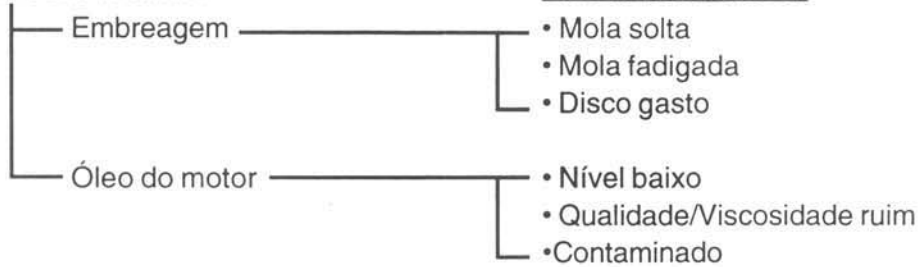 Embreagem
• Mola solta
• Mola fadigada
• Disco gasto
Óleo do motor
• Nível baixo
• Qualidade/Viscosidade ruim
•Contaminado